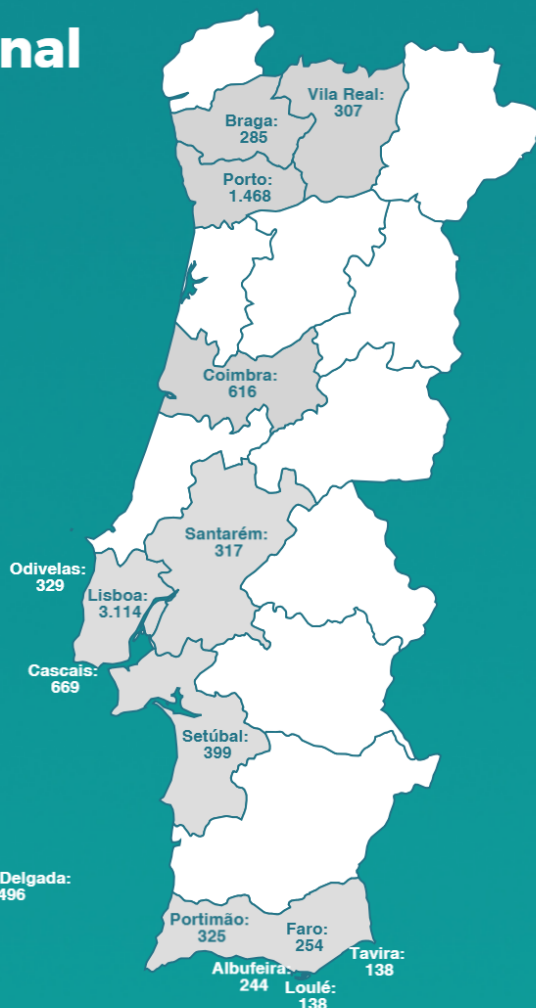 nal
Vila Real:
307
Braga:
285
Porto:
1.468
Coimbra:
616
Santarém:
317
Odivelas:
329
Lisboa:
3.114
Cascais:
669
Setúbal:
399
Delgada:
496
Portimão:
325
Faro:
254
Tavira:
138
Albufeira:
244
Loulé:
138